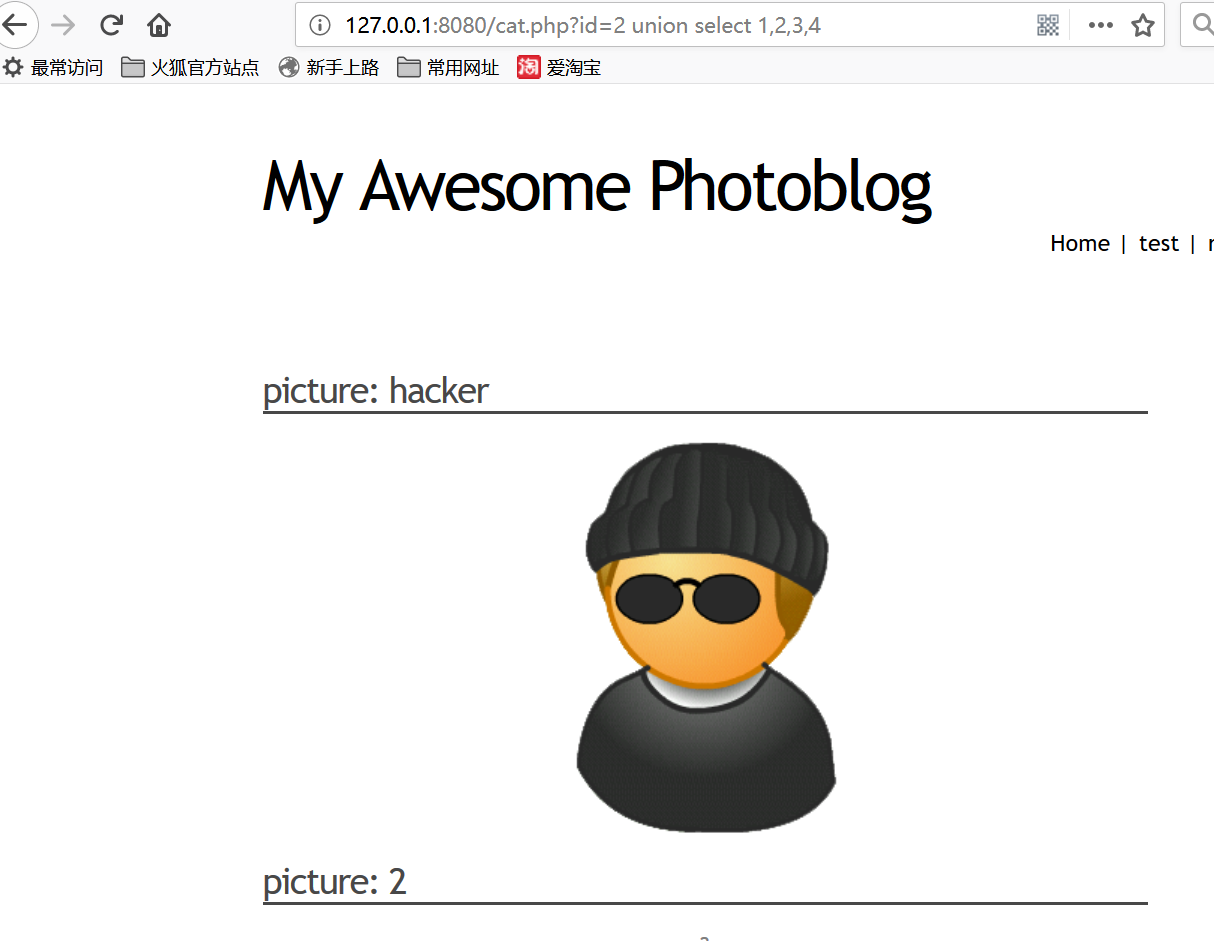 127.0.0.1:8080/cat.php?id=2 union select 1,2,3,4
最常访问 火狐官方站点 新手上路 常用网址 淘 爱淘宝
My Awesome Photoblog
Home | test |
picture: hacker
picture: 2